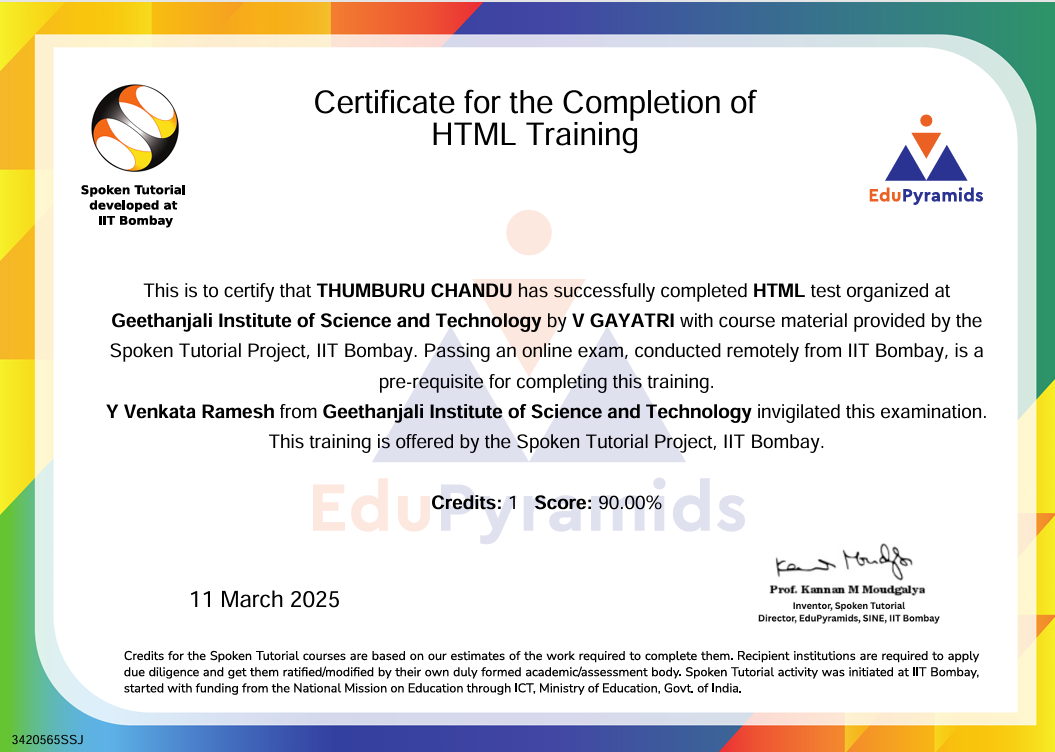 Certificate for the Completion of
HTML Training
Spoken Tutorial
developed at
IIT Bombay
EduPyramids
This is to certify that THUMBURU CHANDU has successfully completed HTML test organized at
Geethanjali Institute of Science and Technology by V GAYATRI with course material provided by the
Spoken Tutorial Project, IIT Bombay. Passing an online exam, conducted remotely from IIT Bombay, is a
pre-requisite for completing this training.
Y Venkata Ramesh from Geethanjali Institute of Science and Technology invigilated this examination.
This training is offered by the Spoken Tutorial Project, IIT Bombay.
EduPyramids
Credits: 1 Score: 90.00%
Prof. Kannan M Moudgalya
Inventor, Spoken Tutorial
Director, EduPyramids, SINE, IIT Bombay
11 March 2025
Credits for the Spoken Tutorial courses are based on our estimates of the work required to complete them. Recipient institutions are required to apply
due diligence and get them ratified/modified by their own duly formed academic/assessment body. Spoken Tutorial activity was initiated at IIT Bombay,
started with funding from the National Mission on Education through ICT, Ministry of Education, Govt. of India.
3420565SSJ